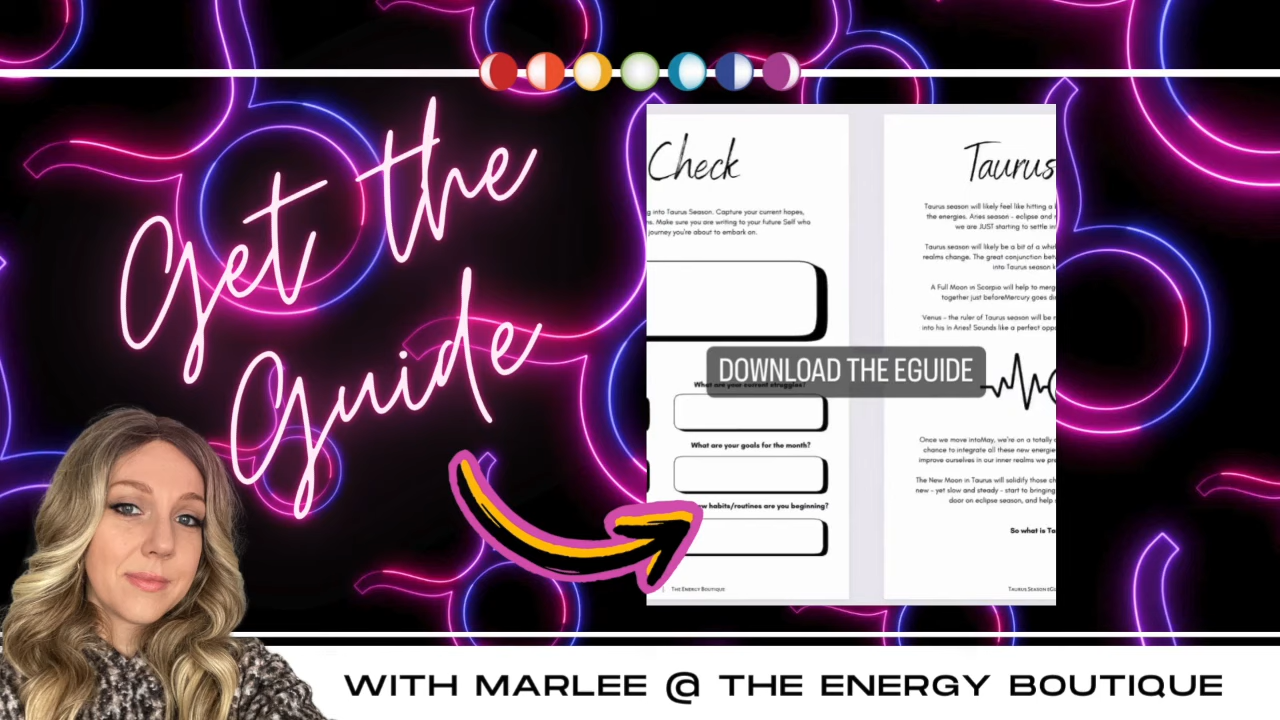 Get the
Guide
Check
g into Taurus Season. Capture your current hopes,
Make sure you are writing to your future Self who
journey you're about to embark on.
What are your current struggles?
What are your goals for the month?
w habits/routines are you beginning?
THE ENERGY BOUTIQUE
DOWNLOAD THE EGUIDE
Taurus
Taurus season will likely feel like hitting a
the energies. Aries season - eclipse and
we are JUST starting to settle in
Taurus season will likely be a bit of a
realms change. The great conjunction
into Taurus season
A Full Moon in Scorpio will help to
together just beforeMercury goes
Venus - the ruler of Taurus season will be
into his in Aries! Sounds like a perfect
Once we move intoMay, we're on a totally
chance to integrate all these new
improve ourselves in our inner realms we
The New Moon in Taurus will solidify those
new - yet slow and steady - start to bringing
door on eclipse season, and help
So what is
TAURUS SEASON
WITH MARLEE @ THE ENERGY BOUTIQUE